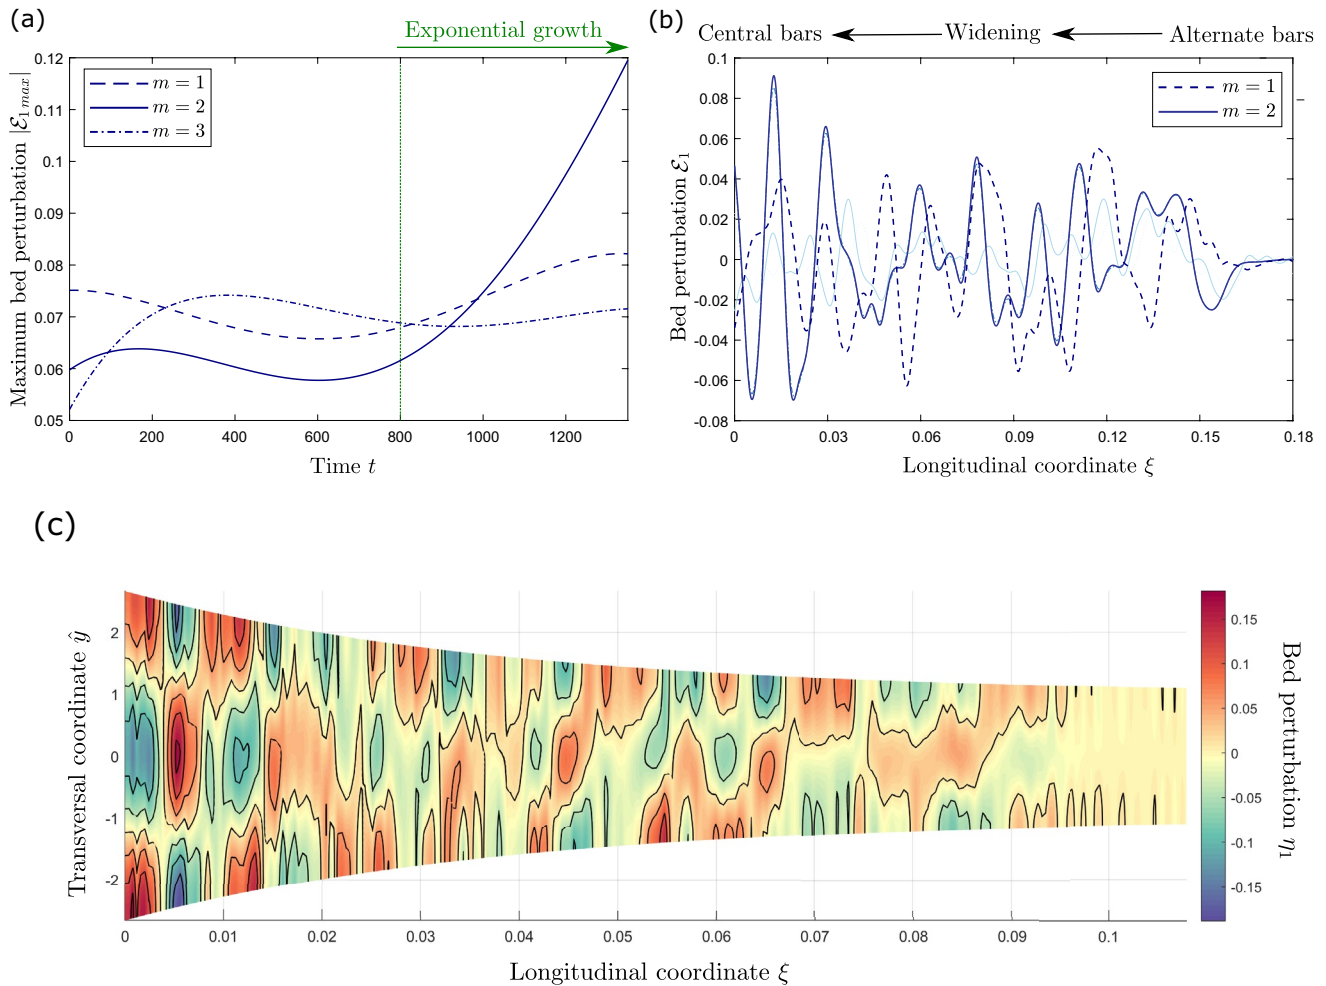 (a)
Exponential growth
Maximum bed perturbation |ℰ₁ₘₐₓ|
0.12
0.11
0.1
0.09
0.08
0.07
0.06
0.05
m = 1
m = 2
m = 3
0 200 400 600 800 1000 1200
Time t
(b)
Central bars Widening Alternate bars
Bed perturbation ℰ₁
0.1
0.08
0.06
0.04
0.02
0
-0.02
-0.04
-0.06
-0.08
m = 1
m = 2
0 0.03 0.06 0.09 0.12 0.15 0.18
Longitudinal coordinate ξ
(c)
Transversal coordinate ŷ
2
1
0
-1
-2
0 0.01 0.02 0.03 0.04 0.05 0.06 0.07 0.08 0.09 0.1
Longitudinal coordinate ξ
0.15
0.1
0.05
0
-0.05
-0.1
-0.15
Bed perturbation η₁